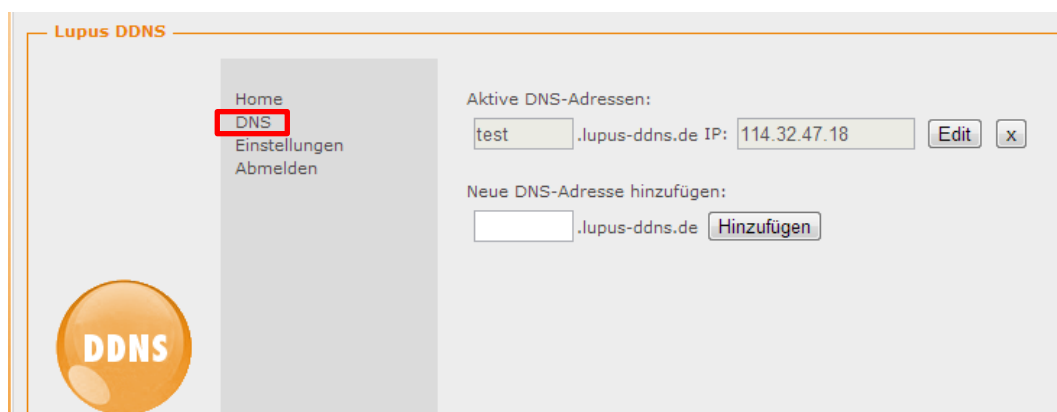 Lupus DDNS
Home
DNS
Einstellungen
Abmelden
Aktive DNS-Adressen:
test .lupus-ddns.de IP: 114.32.47.18 Edit x
Neue DNS-Adresse hinzufügen:
.lupus-ddns.de Hinzufügen
DDNS